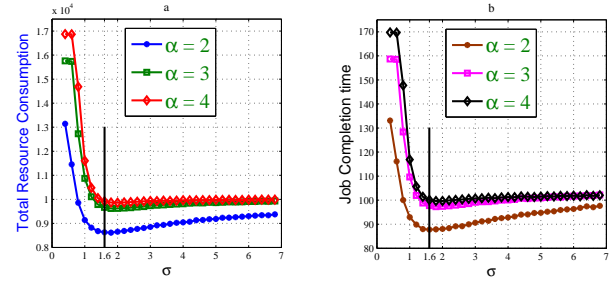 x 10⁴
a
1.7
1.6
1.5
1.4
1.3
1.2
1.1
1
0.9
0.8
Total Resource Consumption
α = 2
α = 3
α = 4
0 1 1.6 2 3 4 5 6 7
σ
b
170
160
150
140
130
120
110
100
90
80
Job Completion time
α = 2
α = 3
α = 4
0 1 1.6 2 3 4 5 6 7
σ